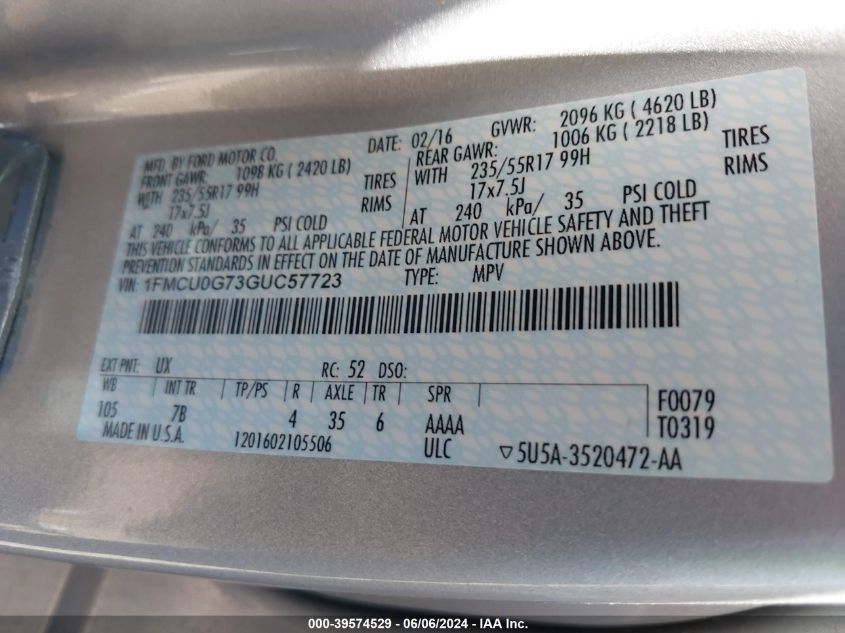 MFD. BY FORD MOTOR CO. DATE: 02/16 GVWR: 2096 KG ( 4620 LB)
FRONT GAWR: 1098 KG ( 2420 LB) REAR GAWR: 1006 KG ( 2218 LB)
WITH 235/55R17 99H TIRES WITH 235/55R17 99H TIRES
17x7.5J RIMS 17x7.5J RIMS
AT 240 kPa/ 35 PSI COLD AT 240 kPa/ 35 PSI COLD
THIS VEHICLE CONFORMS TO ALL APPLICABLE FEDERAL MOTOR VEHICLE SAFETY AND THEFT
PREVENTION STANDARDS IN EFFECT ON THE DATE OF MANUFACTURE SHOWN ABOVE.
VIN: 1FMCU0G73GUC57723 TYPE: MPV
EXT PNT: UX RC: 52 DSO:
WB INT TR TP/PS R AXLE TR SPR
105 7B 4 35 6 AAAA F0079
T0319
MADE IN U.S.A. 1201602105506 ULC ▽5U5A-3520472-AA
000-39574529 - 06/06/2024 - IAA Inc.